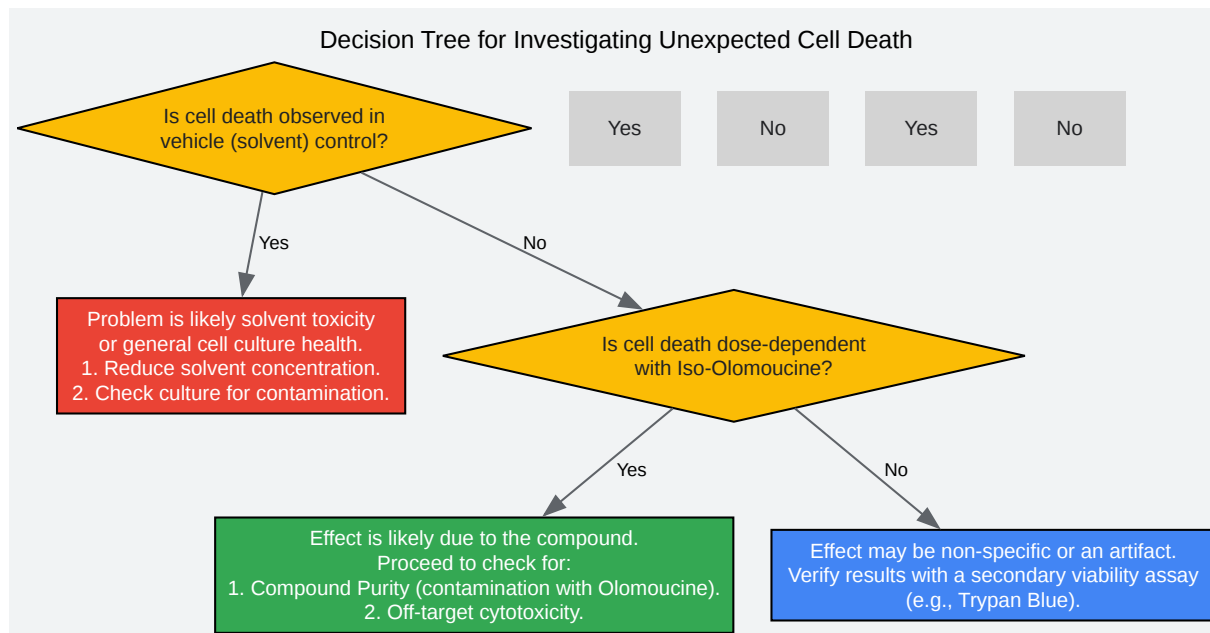 Decision Tree for Investigating Unexpected Cell Death
Is cell death observed in
vehicle (solvent) control?
Yes
No
Yes
No
Yes
No
Problem is likely solvent toxicity
or general cell culture health.
1. Reduce solvent concentration.
2. Check culture for contamination.
Is cell death dose-dependent
with Iso-Olomoucine?
Yes
No
Effect is likely due to the compound.
Proceed to check for:
1. Compound Purity (contamination with Olomoucine).
2. Off-target cytotoxicity.
Effect may be non-specific or an artifact.
Verify results with a secondary viability assay
(e.g., Trypan Blue).